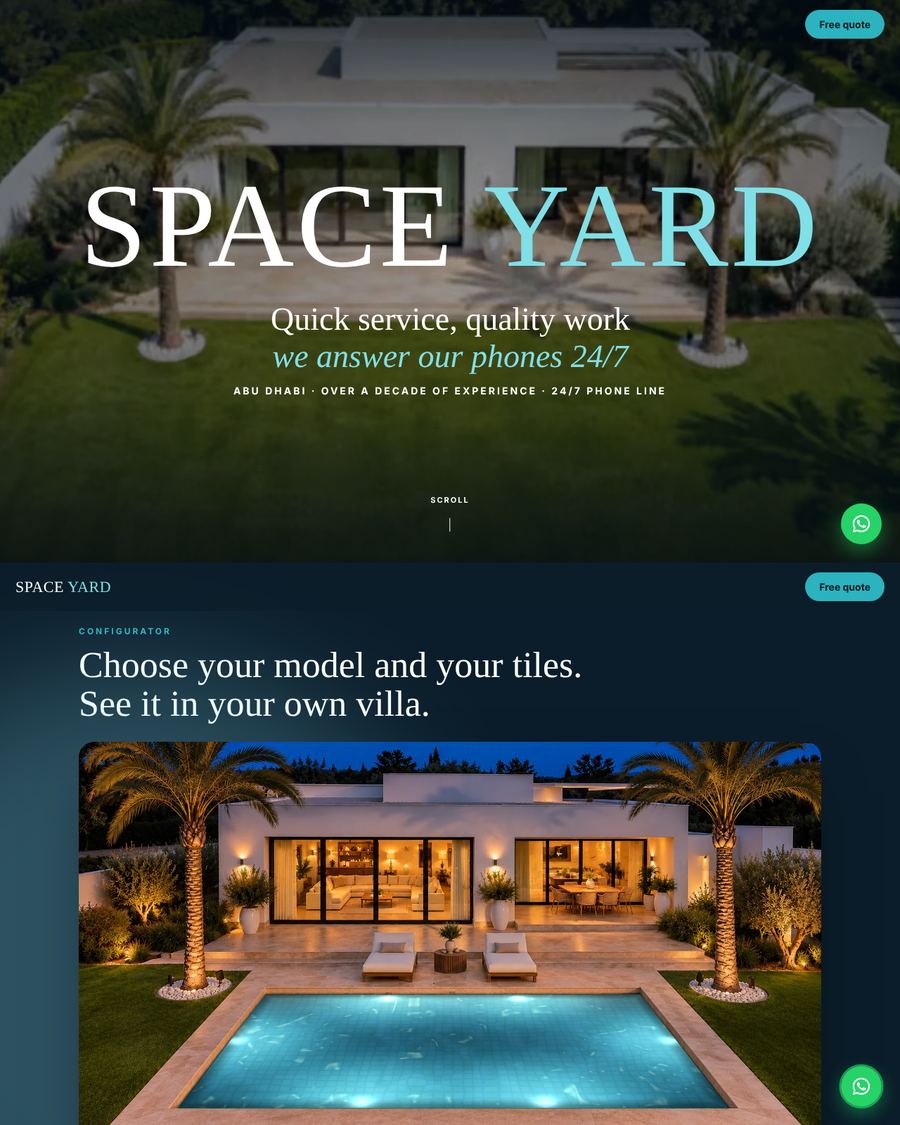 Free quote
SPACE YARD
Quick service, quality work
we answer our phones 24/7
ABU DHABI · OVER A DECADE OF EXPERIENCE · 24/7 PHONE LINE
SCROLL
SPACE YARD
Free quote
CONFIGURATOR
Choose your model and your tiles.
See it in your own villa.